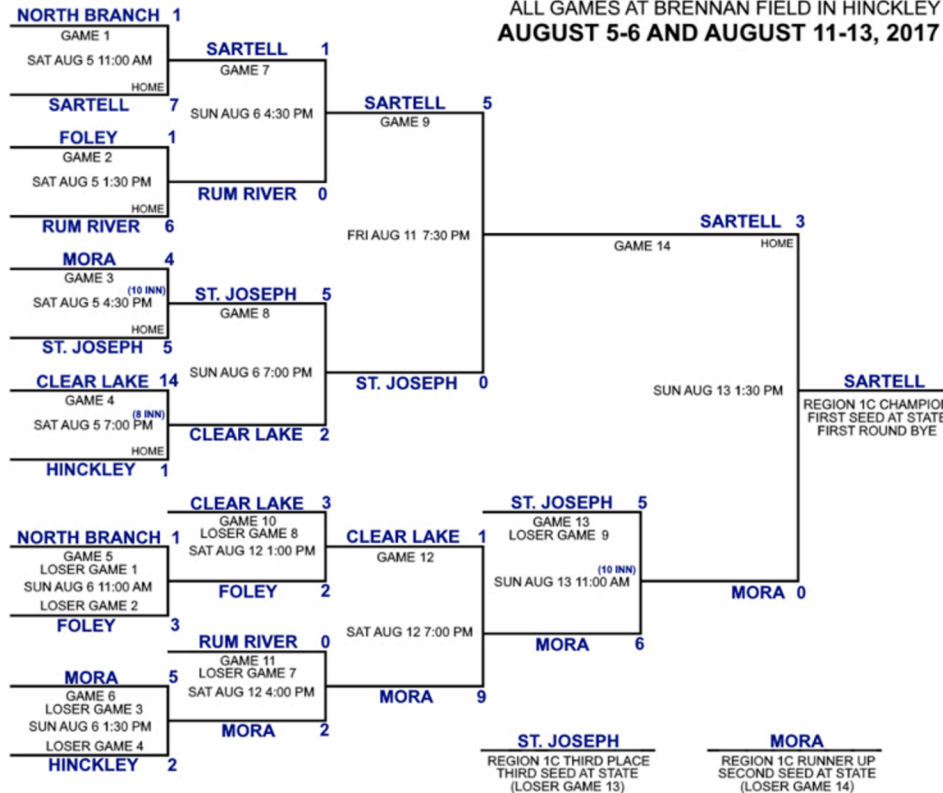 ALL GAMES AT BRENNAN FIELD IN HINCKLEY
AUGUST 5-6 AND AUGUST 11-13, 2017
NORTH BRANCH 1
GAME 1
SAT AUG 5 11:00 AM
HOME
SARTELL 7
FOLEY 1
GAME 2
SAT AUG 5 1:30 PM
HOME
RUM RIVER 6
MORA 4
GAME 3
(10 INN)
SAT AUG 5 4:30 PM
HOME
ST. JOSEPH 5
CLEAR LAKE 14
GAME 4
(8 INN)
SAT AUG 5 7:00 PM
HOME
HINCKLEY 1
NORTH BRANCH 1
GAME 5
LOSER GAME 1
SUN AUG 6 11:00 AM
LOSER GAME 2
FOLEY 3
MORA 5
GAME 6
LOSER GAME 3
SUN AUG 6 1:30 PM
LOSER GAME 4
HINCKLEY 2
SARTELL 1
GAME 7
SUN AUG 6 4:30 PM
RUM RIVER 0
ST. JOSEPH 5
GAME 8
SUN AUG 6 7:00 PM
CLEAR LAKE 2
CLEAR LAKE 3
GAME 10
LOSER GAME 8
SAT AUG 12 1:00 PM
FOLEY 2
RUM RIVER 0
GAME 11
LOSER GAME 7
SAT AUG 12 4:00 PM
MORA 2
SARTELL 5
GAME 9
FRI AUG 11 7:30 PM
ST. JOSEPH 0
CLEAR LAKE 1
GAME 12
SAT AUG 12 7:00 PM
MORA 9
ST. JOSEPH 5
GAME 13
LOSER GAME 9
(10 INN)
SUN AUG 13 11:00 AM
MORA 6
SARTELL 3
GAME 14
HOME
SUN AUG 13 1:30 PM
MORA 0
SARTELL
REGION 1C CHAMPION
FIRST SEED AT STATE
FIRST ROUND BYE
ST. JOSEPH
REGION 1C THIRD PLACE
THIRD SEED AT STATE
(LOSER GAME 13)
MORA
REGION 1C RUNNER UP
SECOND SEED AT STATE
(LOSER GAME 14)